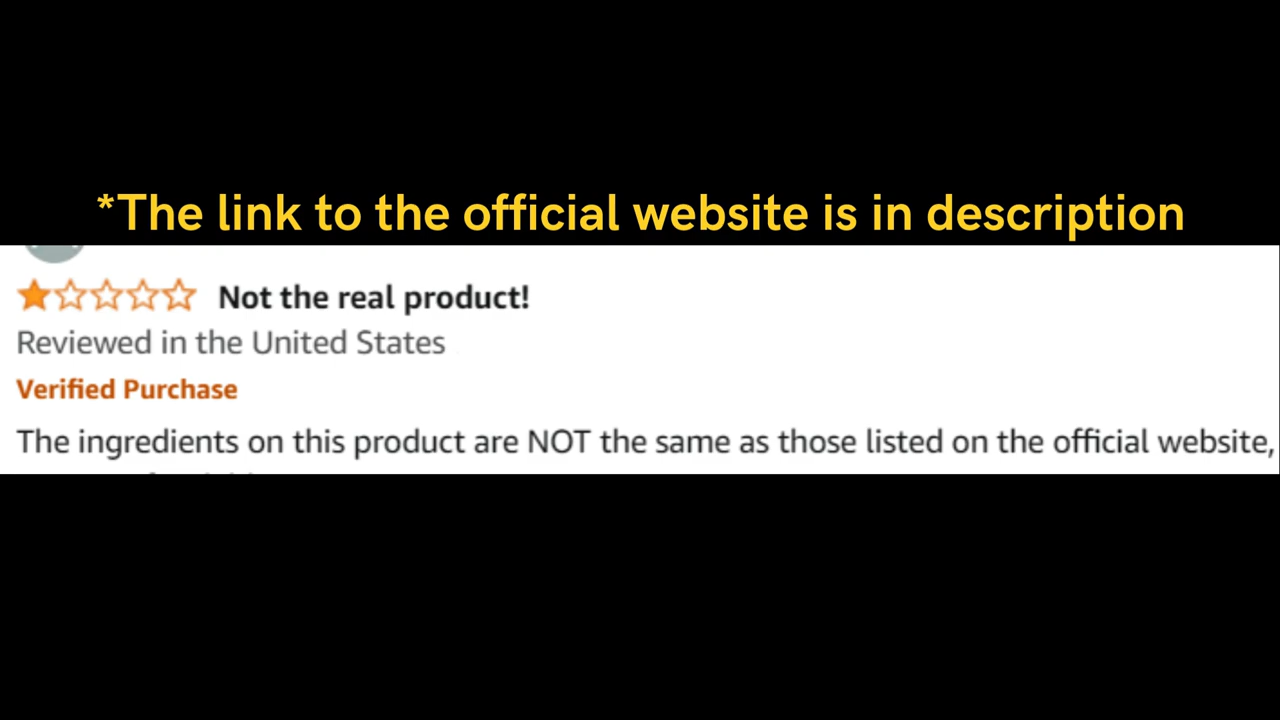 *The link to the official website is in description
Not the real product!
Reviewed in the United States
Verified Purchase
The ingredients on this product are NOT the same as those listed on the official website,